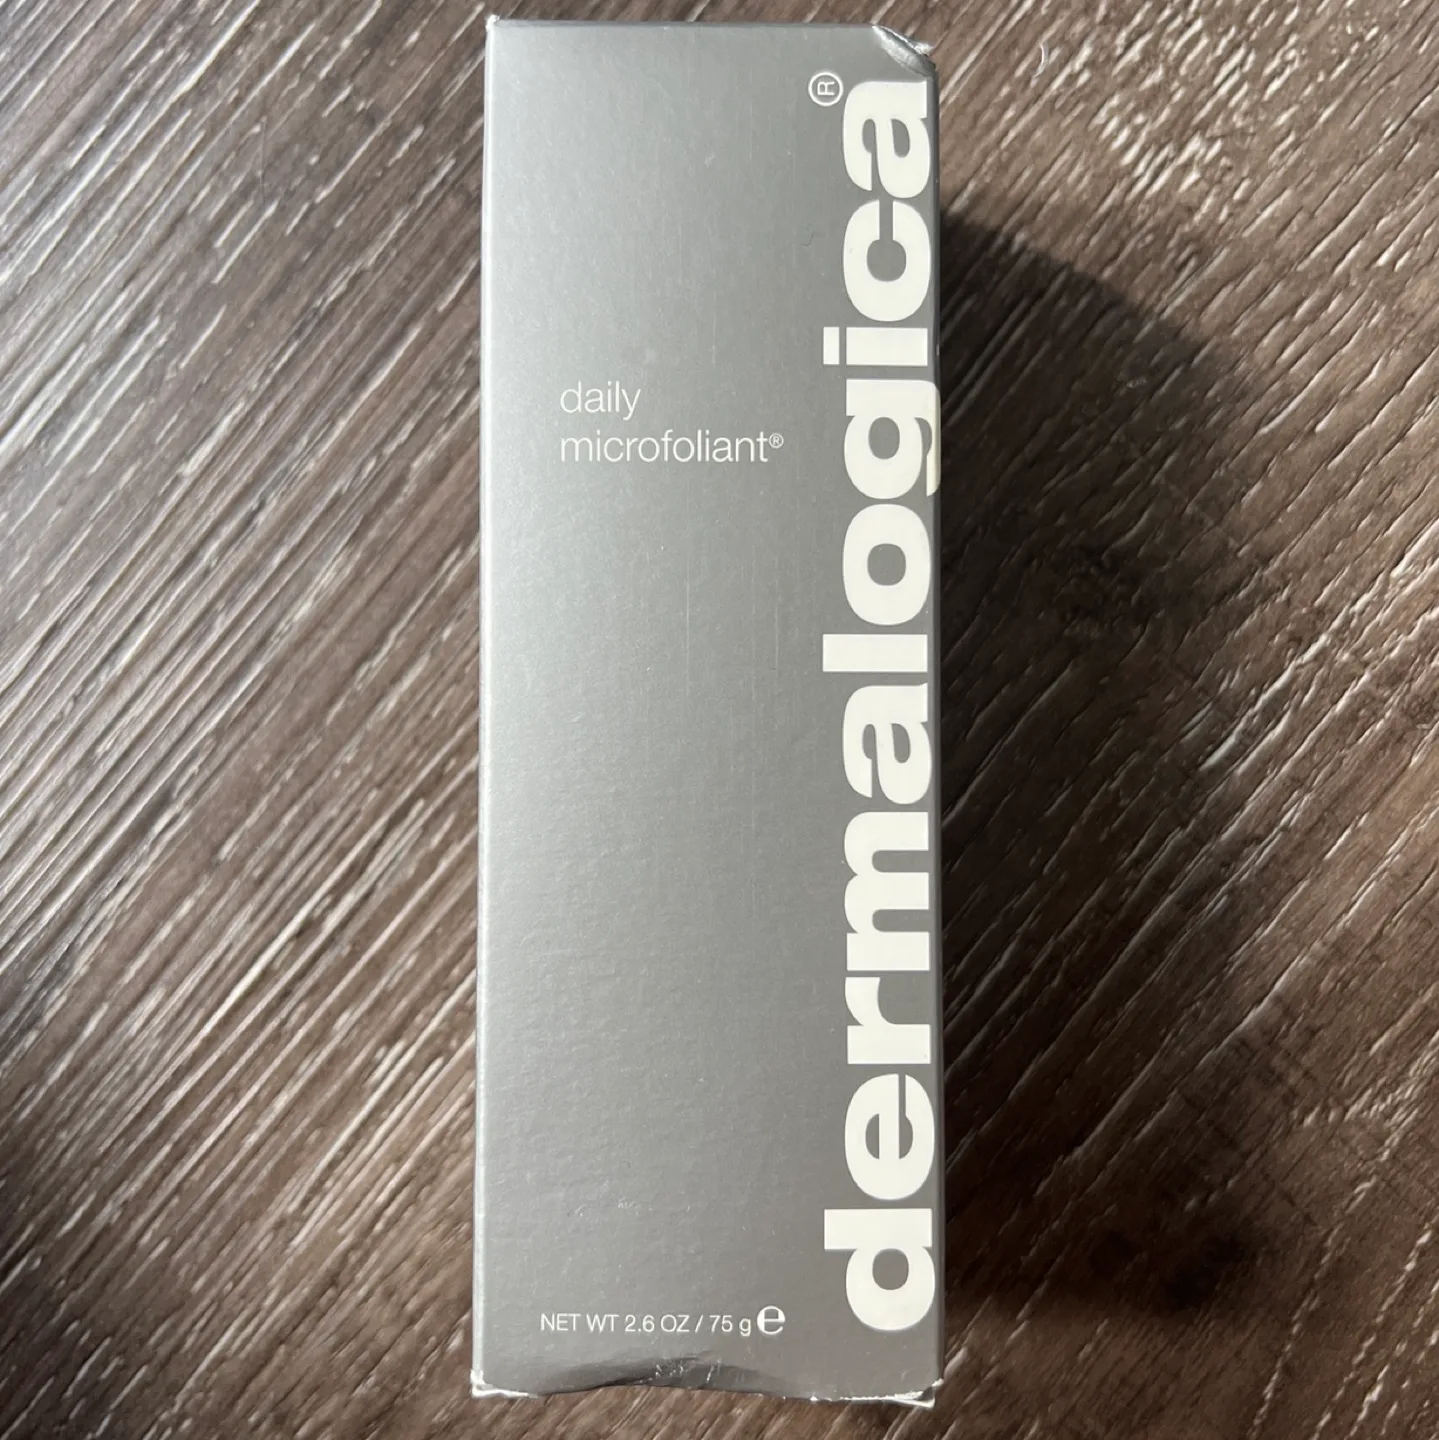 daily
microfoliant®
dermalogica®
NET WT 2.6 OZ / 75 g ℮